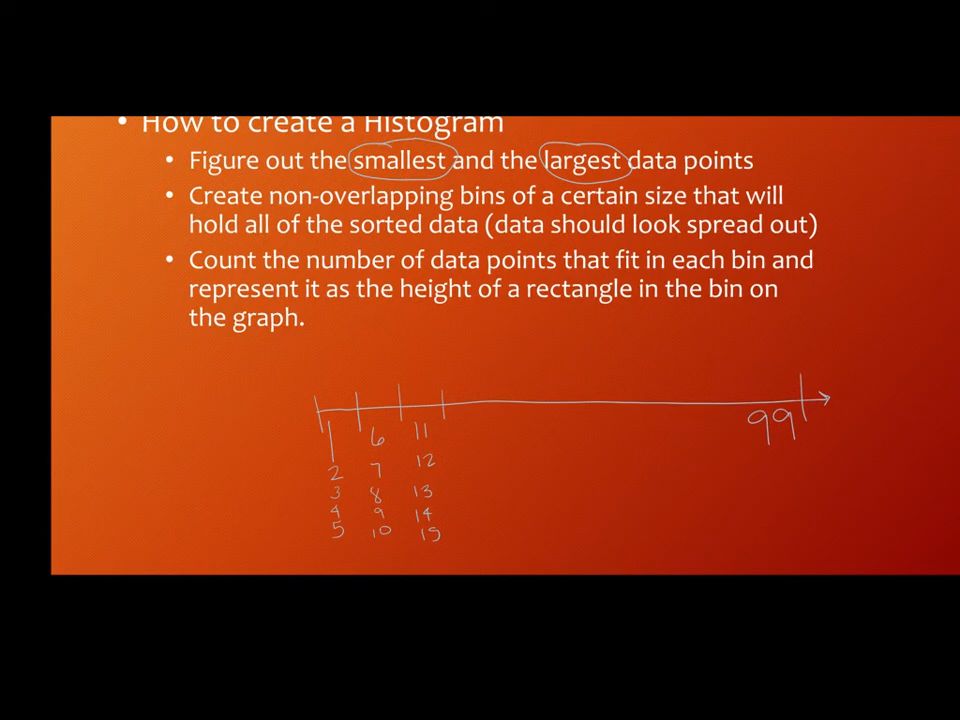 • How to create a Histogram
• Figure out the smallest and the largest data points
• Create non-overlapping bins of a certain size that will
hold all of the sorted data (data should look spread out)
• Count the number of data points that fit in each bin and
represent it as the height of a rectangle in the bin on
the graph.
1 6 11 99
2 7 12
3 8 13
4 9 14
5 10 15